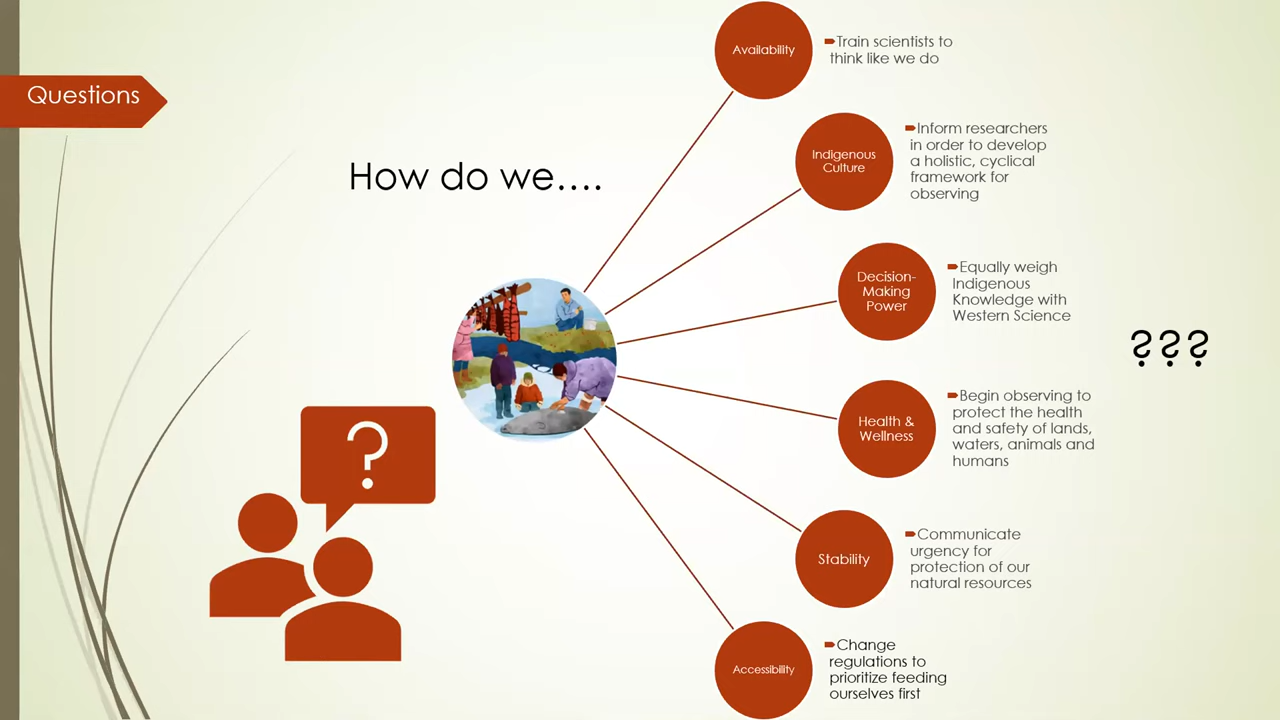 Questions
How do we....
Availability
Train scientists to
think like we do
Indigenous
Culture
Inform researchers
in order to develop
a holistic, cyclical
framework for
observing
Decision-
Making
Power
Equally weigh
Indigenous
Knowledge with
Western Science
???
Health &
Wellness
Begin observing to
protect the health
and safety of lands,
waters, animals and
humans
Stability
Communicate
urgency for
protection of our
natural resources
Accessibility
Change
regulations to
prioritize feeding
ourselves first
?